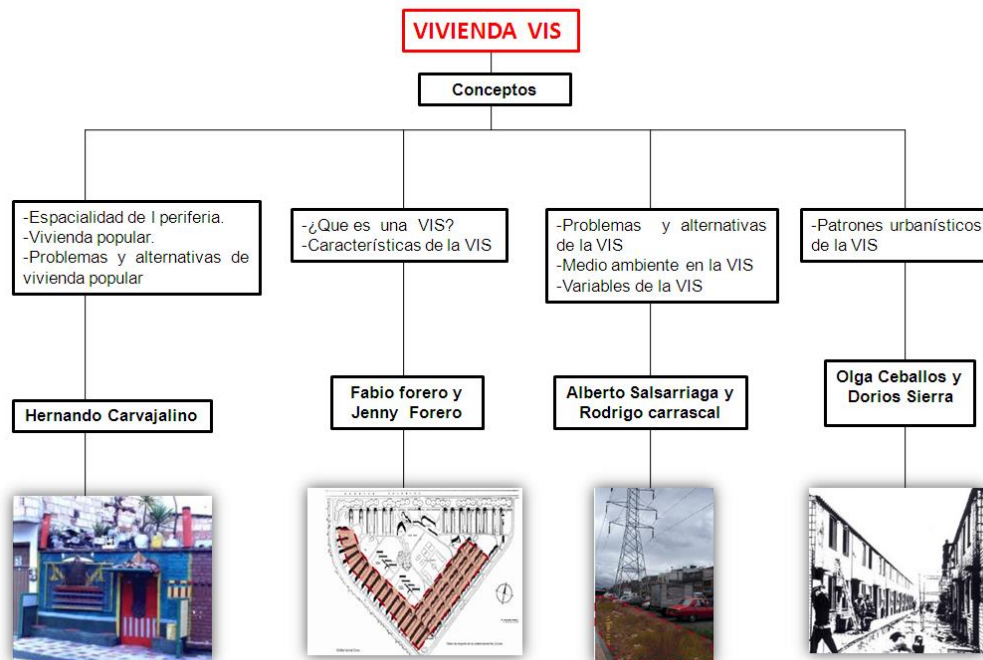 VIVIENDA VIS
Conceptos
-Espacialidad de l periferia.
-Vivienda popular.
-Problemas y alternativas de
vivienda popular
-¿Que es una VIS?
-Características de la VIS
-Problemas y alternativas
de la VIS
-Medio ambiente en la VIS
-Variables de la VIS
-Patrones urbanísticos
de la VIS
Hernando Carvajalino
Fabio forero y
Jenny Forero
Alberto Salsarriaga y
Rodrigo carrascal
Olga Ceballos y
Dorios Sierra